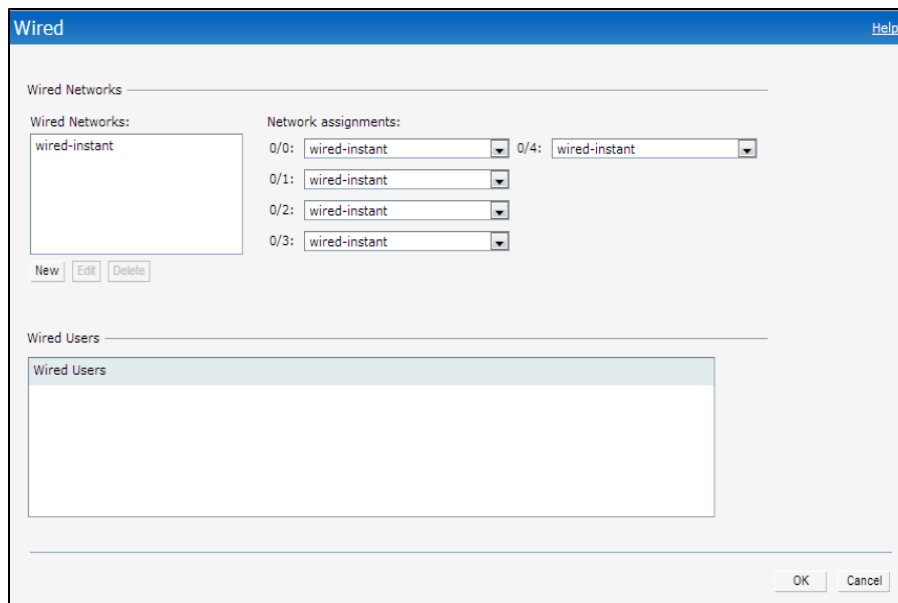 Wired Help
Wired Networks
Wired Networks: Network assignments:
wired-instant
0/0: wired-instant 0/4: wired-instant
0/1: wired-instant
0/2: wired-instant
0/3: wired-instant
New Edit Delete
Wired Users
Wired Users
OK Cancel